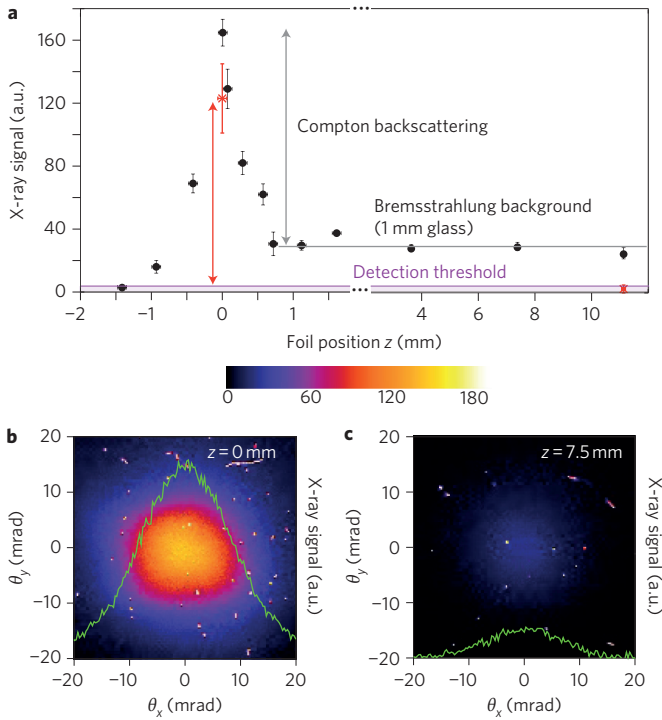 a
160
120
80
40
0
X-ray signal (a.u.)
Compton backscattering
Bremsstrahlung background
(1 mm glass)
Detection threshold
−2 −1 0 1 2 4 6 8 10
Foil position z (mm)
0 60 120 180
b
z = 0 mm
20
10
0
−10
−20
θy (mrad)
X-ray signal (a.u.)
−20 −10 0 10 20
θx (mrad)
c
z = 7.5 mm
20
10
0
−10
−20
θy (mrad)
X-ray signal (a.u.)
−20 −10 0 10 20
θx (mrad)